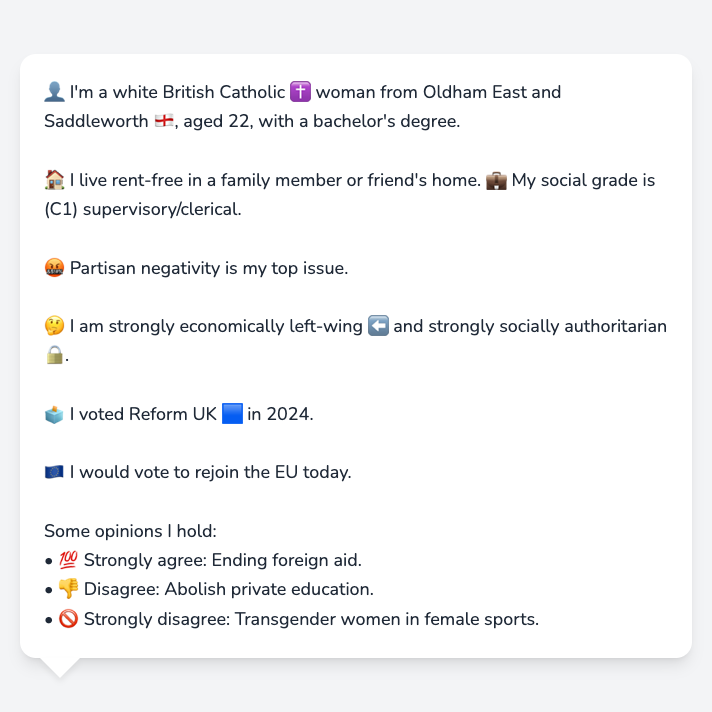 👤 I'm a white British Catholic ✝️ woman from Oldham East and
Saddleworth 🏴󠁧󠁢󠁥󠁮󠁧󠁿, aged 22, with a bachelor's degree.
🏠 I live rent-free in a family member or friend's home. 💼 My social grade is
(C1) supervisory/clerical.
🤬 Partisan negativity is my top issue.
🤔 I am strongly economically left-wing ⬅️ and strongly socially authoritarian
🔒.
🗳️ I voted Reform UK 🟦 in 2024.
🇪🇺 I would vote to rejoin the EU today.
Some opinions I hold:
• 💯 Strongly agree: Ending foreign aid.
• 👎 Disagree: Abolish private education.
• 🚫 Strongly disagree: Transgender women in female sports.